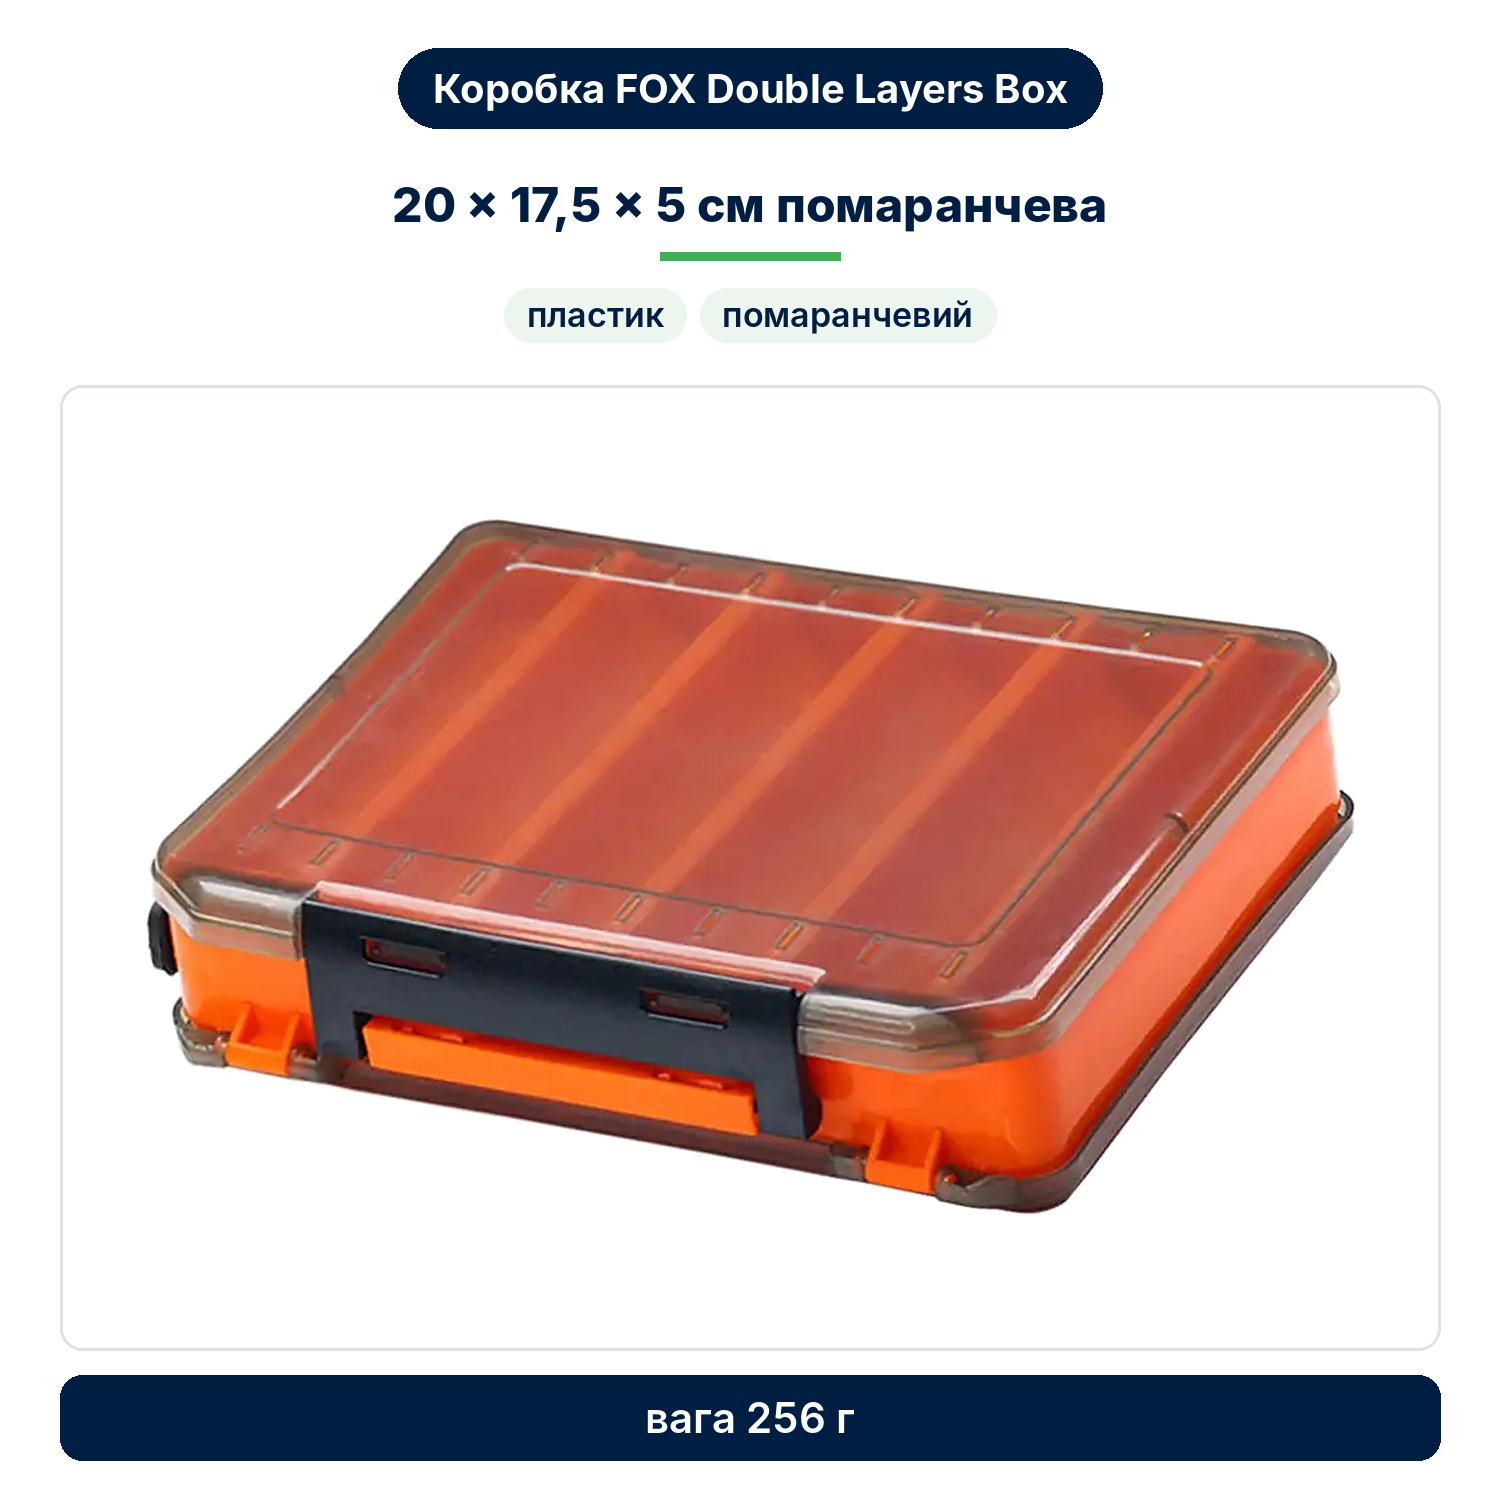 Коробка FOX Double Layers Box
20 × 17,5 × 5 см помаранчева
пластик
помаранчевий
вага 256 г